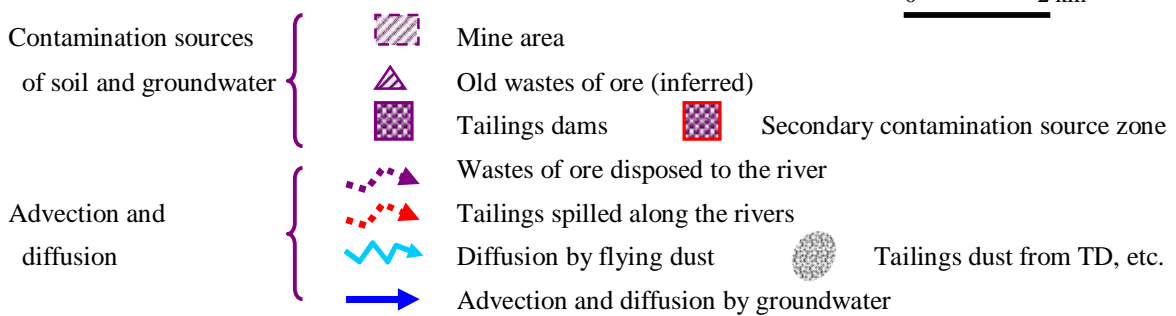 2 km
Contamination sources of soil and groundwater
Mine area
Old wastes of ore (inferred)
Tailings dams
Secondary contamination source zone
Advection and diffusion
Wastes of ore disposed to the river
Tailings spilled along the rivers
Diffusion by flying dust
Tailings dust from TD, etc.
Advection and diffusion by groundwater